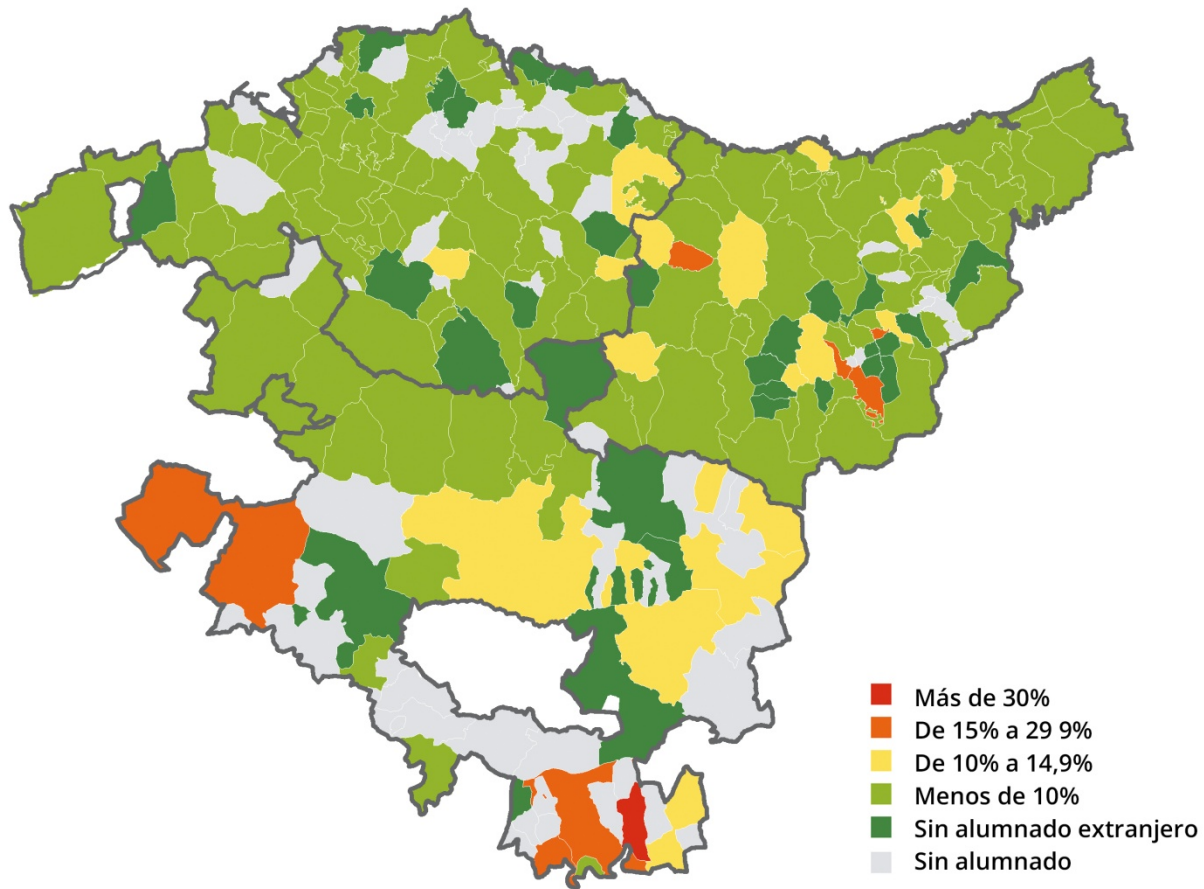 Más de 30%
De 15% a 29 9%
De 10% a 14,9%
Menos de 10%
Sin alumnado extranjero
Sin alumnado